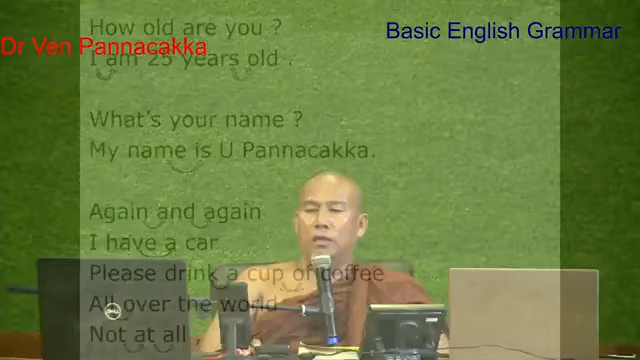 How old are you ?
Basic English Grammar
Dr Ven Pannacakka
I am 25 years old .
What's your name ?
My name is U Pannacakka.
Again and again
I have a car
Please drink a cup of coffee
All over the world
Not at all
DELL